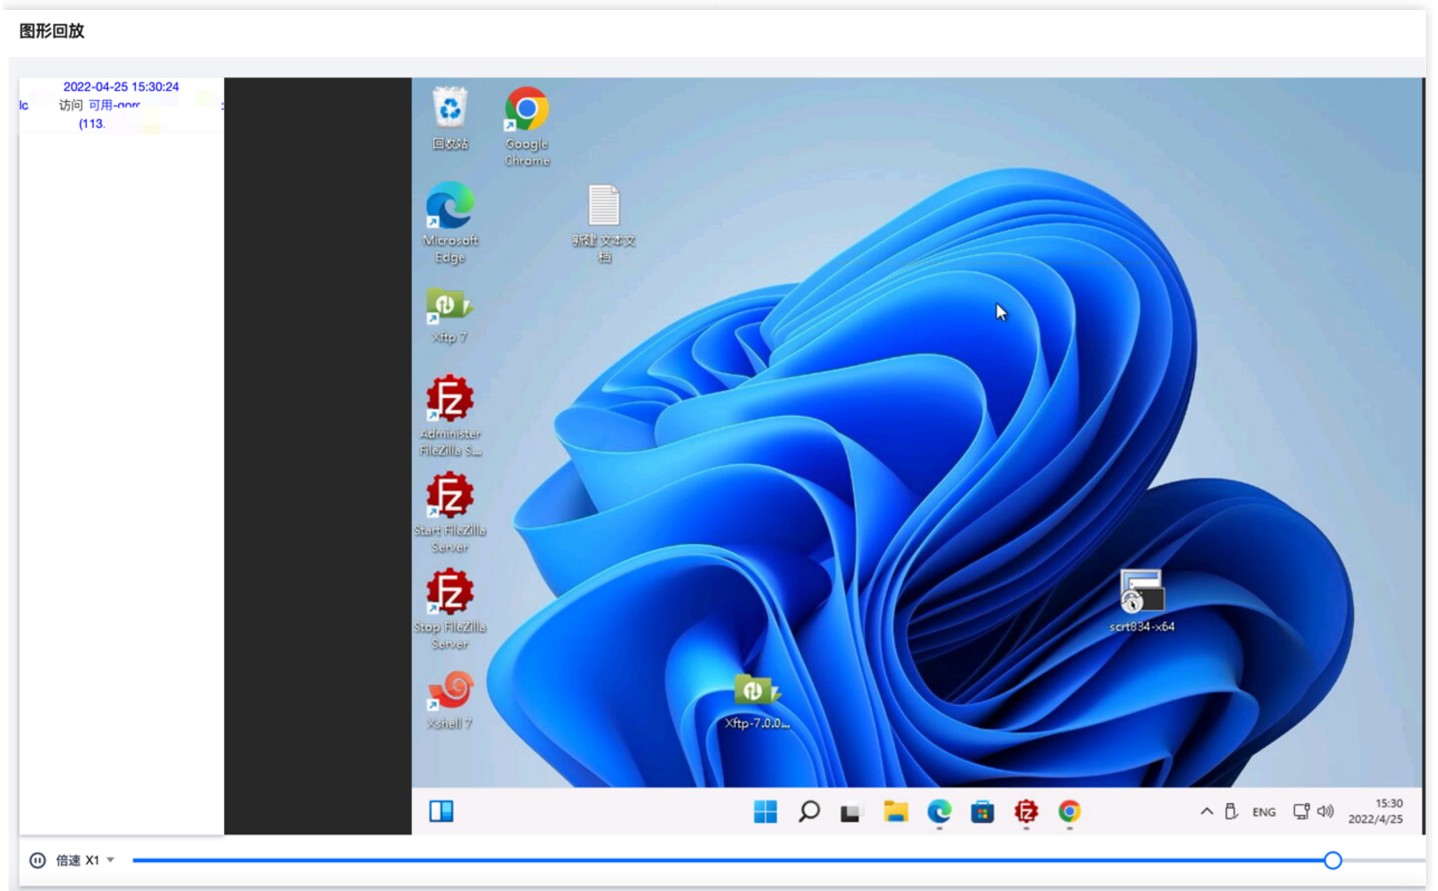 图形回放
2022-04-25 15:30:24
lc 访问 可用-
(113.
回收站
Google
Chrome
Microsoft
Edge
新建 文本文
档
Xftp 7
Administer
FileZilla S...
Start FileZilla
Server
Stop FileZilla
Server
scrt834-x64
Xshell 7
Xftp-7.0.0...
ENG
15:30
2022/4/25
倍速 X1